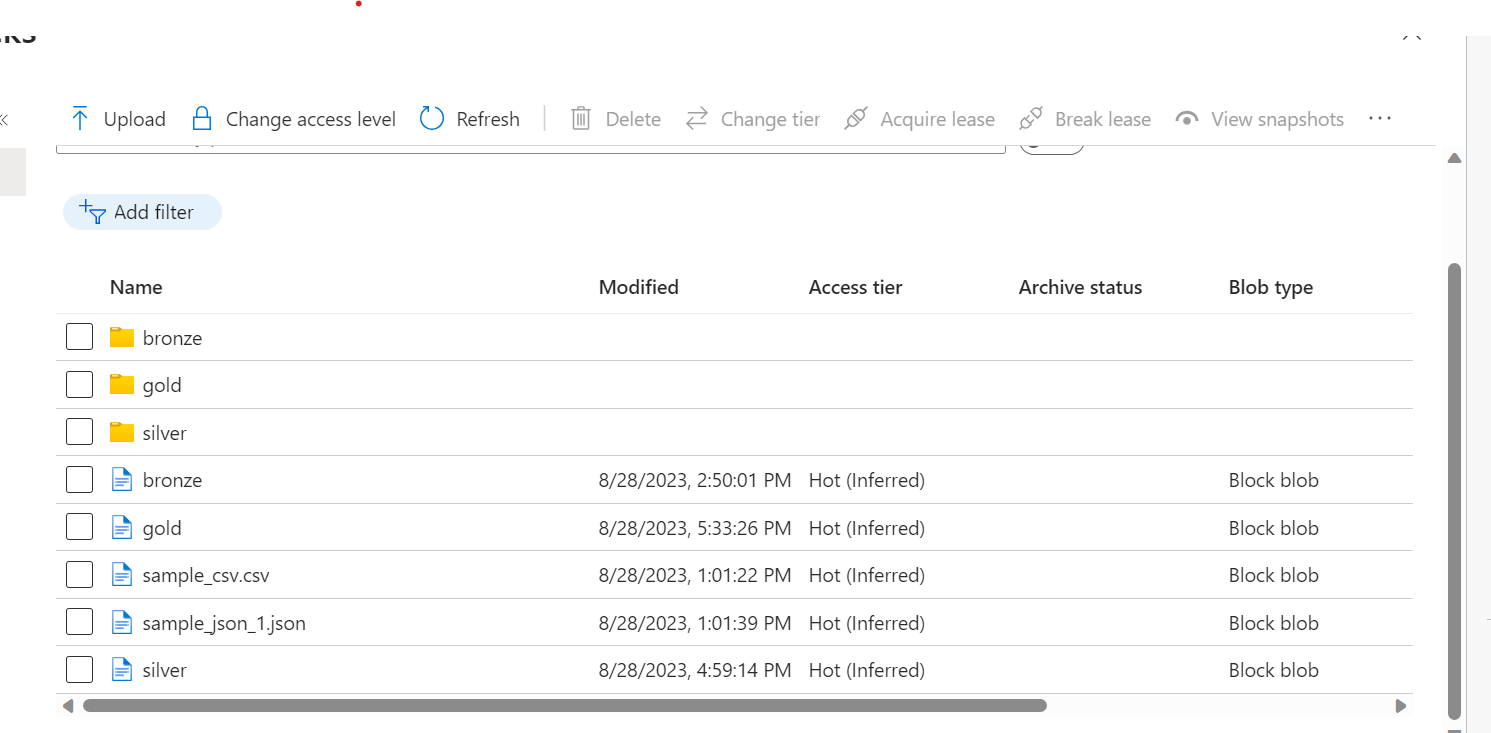 Upload Change access level Refresh Delete Change tier Acquire lease Break lease View snapshots ...
Add filter
Name Modified Access tier Archive status Blob type
bronze
gold
silver
bronze 8/28/2023, 2:50:01 PM Hot (Inferred) Block blob
gold 8/28/2023, 5:33:26 PM Hot (Inferred) Block blob
sample_csv.csv 8/28/2023, 1:01:22 PM Hot (Inferred) Block blob
sample_json_1.json 8/28/2023, 1:01:39 PM Hot (Inferred) Block blob
silver 8/28/2023, 4:59:14 PM Hot (Inferred) Block blob